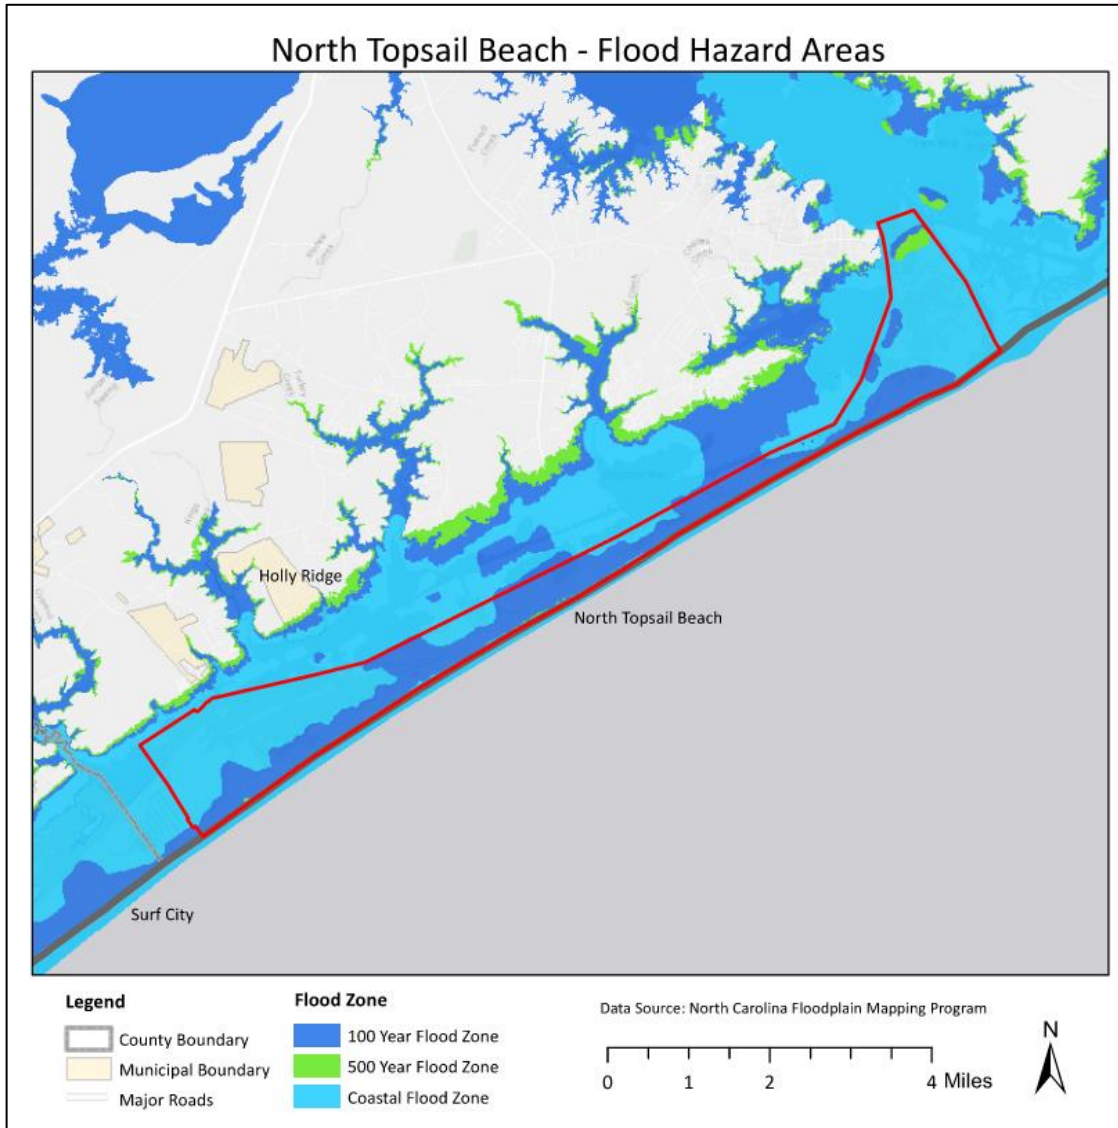 North Topsail Beach - Flood Hazard Areas
Holly Ridge
North Topsail Beach
Surf City
Legend
County Boundary
Municipal Boundary
Major Roads
Flood Zone
100 Year Flood Zone
500 Year Flood Zone
Coastal Flood Zone
Data Source: North Carolina Floodplain Mapping Program
0 1 2 4 Miles
N